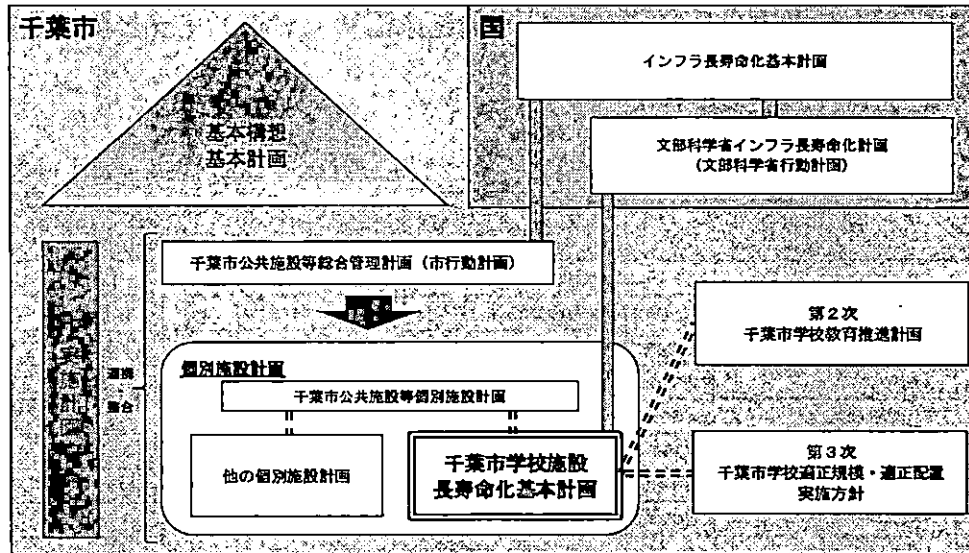 千葉市
国
基本構想
基本計画
インフラ長寿命化基本計画
文部科学省インフラ長寿命化計画
(文部科学省行動計画)
千葉市公共施設等総合管理計画(市行動計画)
実施計画
連携
・
整合
個別施設計画
千葉市公共施設等個別施設計画
他の個別施設計画
千葉市学校施設
長寿命化基本計画
第2次
千葉市学校教育推進計画
第3次
千葉市学校適正規模・適正配置
実施方針